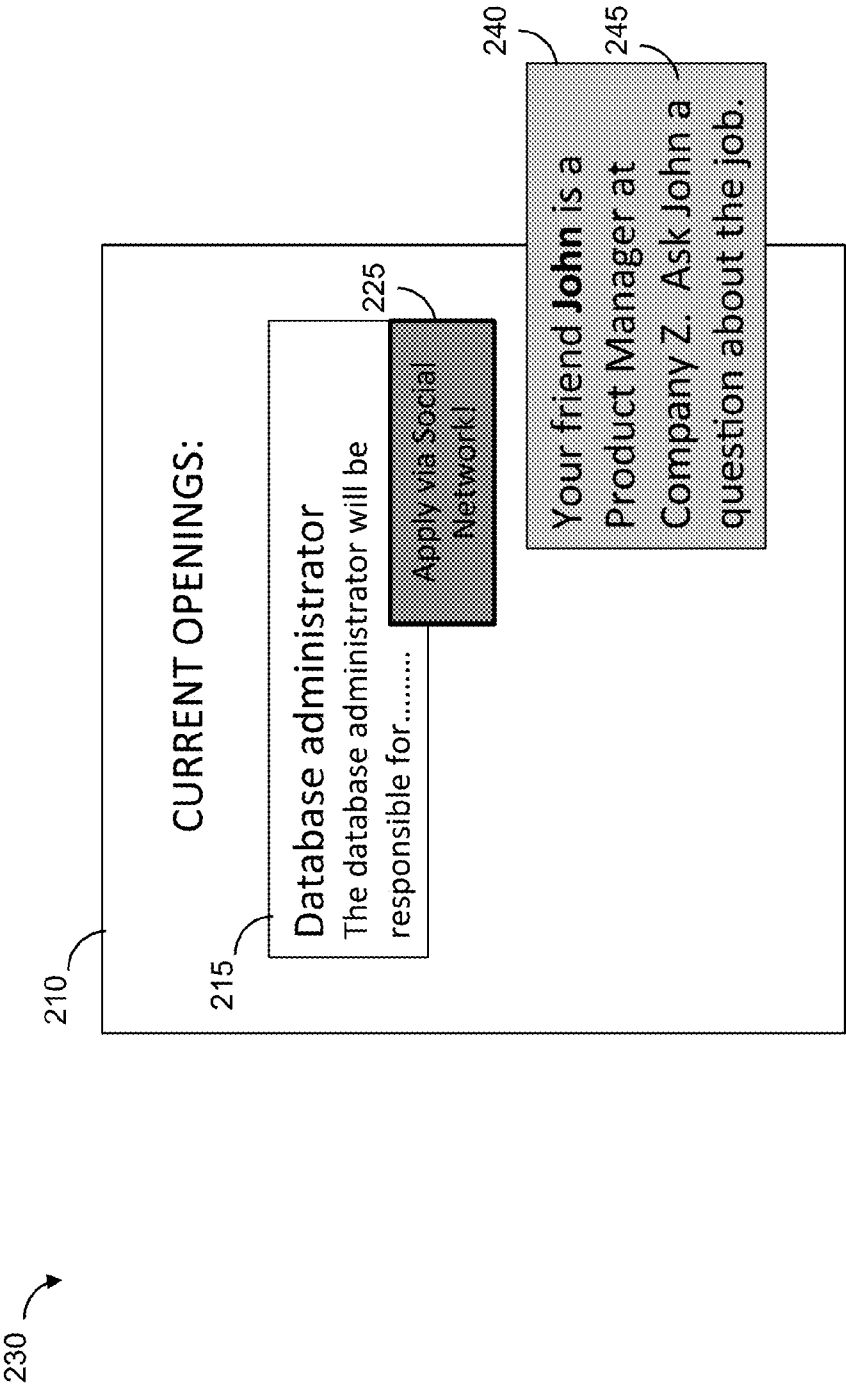 230
210
CURRENT OPENINGS:
215
Database administrator
The database administrator will be
responsible for.........
225
Apply via Social
Network!
240
Your friend John is a
Product Manager at
245
Company Z. Ask John a
question about the job.